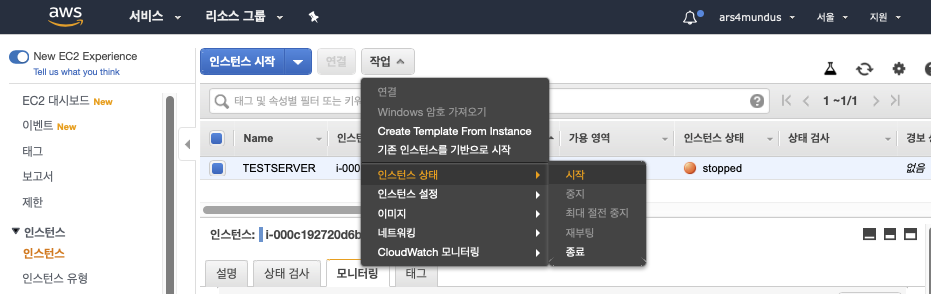 aws 서비스 리소스 그룹 ars4mundus 서울 지원
New EC2 Experience
Tell us what you think
EC2 대시보드 New
이벤트 New
태그
보고서
제한
인스턴스
인스턴스
인스턴스 유형
인스턴스 시작 연결 작업
태그 및 속성별 필터 또는 키워 1 ~1/1
Name 가용 영역 인스턴스 상태 상태 검사
TESTSERVER stopped 없음
연결
Windows 암호 가져오기
Create Template From Instance
기존 인스턴스를 기반으로 시작
인스턴스 상태
인스턴스 설정
이미지
네트워킹
CloudWatch 모니터링
시작
중지
최대 절전 중지
재부팅
종료
인스턴스: i-000c192720d6b
설명 상태 검사 모니터링 태그